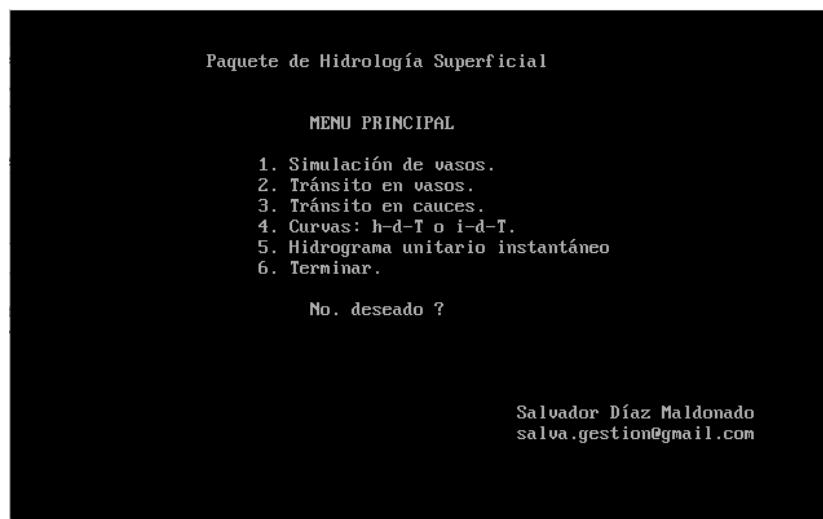 Paquete de Hidrología Superficial
MENU PRINCIPAL
1. Simulación de vasos.
2. Tránsito en vasos.
3. Tránsito en cauces.
4. Curvas: h-d-T o i-d-T.
5. Hidrograma unitario instantáneo
6. Terminar.
No. deseado ?
Salvador Díaz Maldonado
salva.gestion@gmail.com